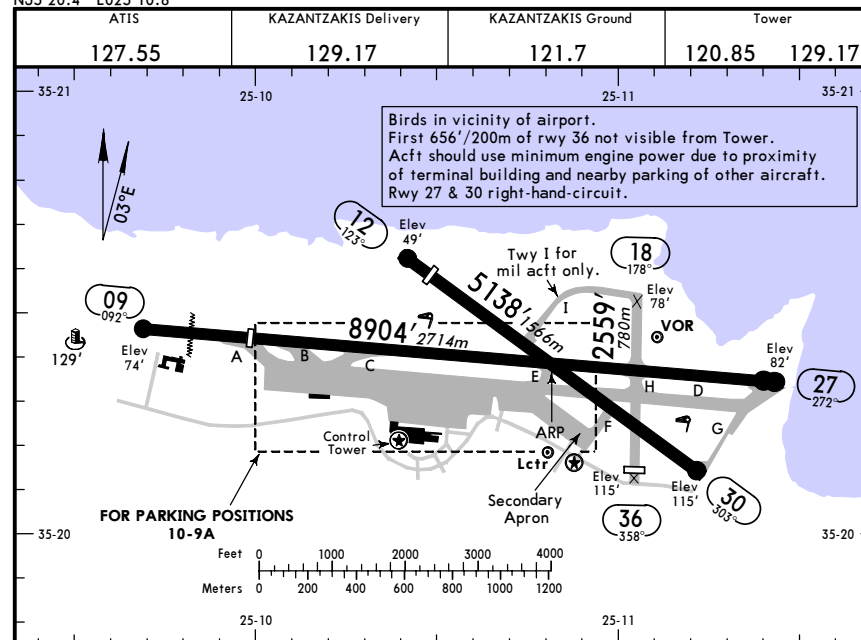 N35 20.4 E025 10.8
ATIS
KAZANTZAKIS Delivery
KAZANTZAKIS Ground
Tower
127.55
129.17
121.7
120.85 129.17
35-21
25-10
25-11
35-21
Birds in vicinity of airport.
First 656'/200m of rwy 36 not visible from Tower.
Acft should use minimum engine power due to proximity
of terminal building and nearby parking of other aircraft.
Rwy 27 & 30 right-hand-circuit.
03°E
12
123°
Elev
49'
Twy I for
mil acft only.
18
178°
Elev
78'
I
VOR
09
092°
Elev
74'
129'
5138'
1566m
2559'
780m
8904'
2714m
A
B
C
E
H
D
F
G
Elev
82'
27
272°
ARP
Control
Tower
Lctr
Secondary
Apron
Elev
115'
36
358°
Elev
115'
30
303°
FOR PARKING POSITIONS
10-9A
35-20
35-20
Feet 0 1000 2000 3000 4000
Meters 0 200 400 600 800 1000 1200
25-10
25-11